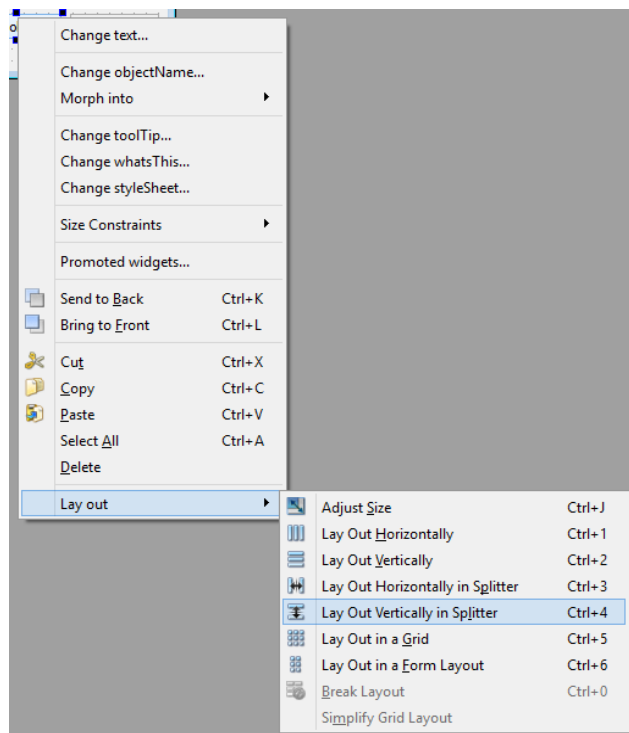 Change text...
Change objectName...
Morph into
Change toolTip...
Change whatsThis...
Change styleSheet...
Size Constraints
Promoted widgets...
Send to Back Ctrl+K
Bring to Front Ctrl+L
Cut Ctrl+X
Copy Ctrl+C
Paste Ctrl+V
Select All Ctrl+A
Delete
Lay out
Adjust Size Ctrl+J
Lay Out Horizontally Ctrl+1
Lay Out Vertically Ctrl+2
Lay Out Horizontally in Splitter Ctrl+3
Lay Out Vertically in Splitter Ctrl+4
Lay Out in a Grid Ctrl+5
Lay Out in a Form Layout Ctrl+6
Break Layout Ctrl+0
Simplify Grid Layout